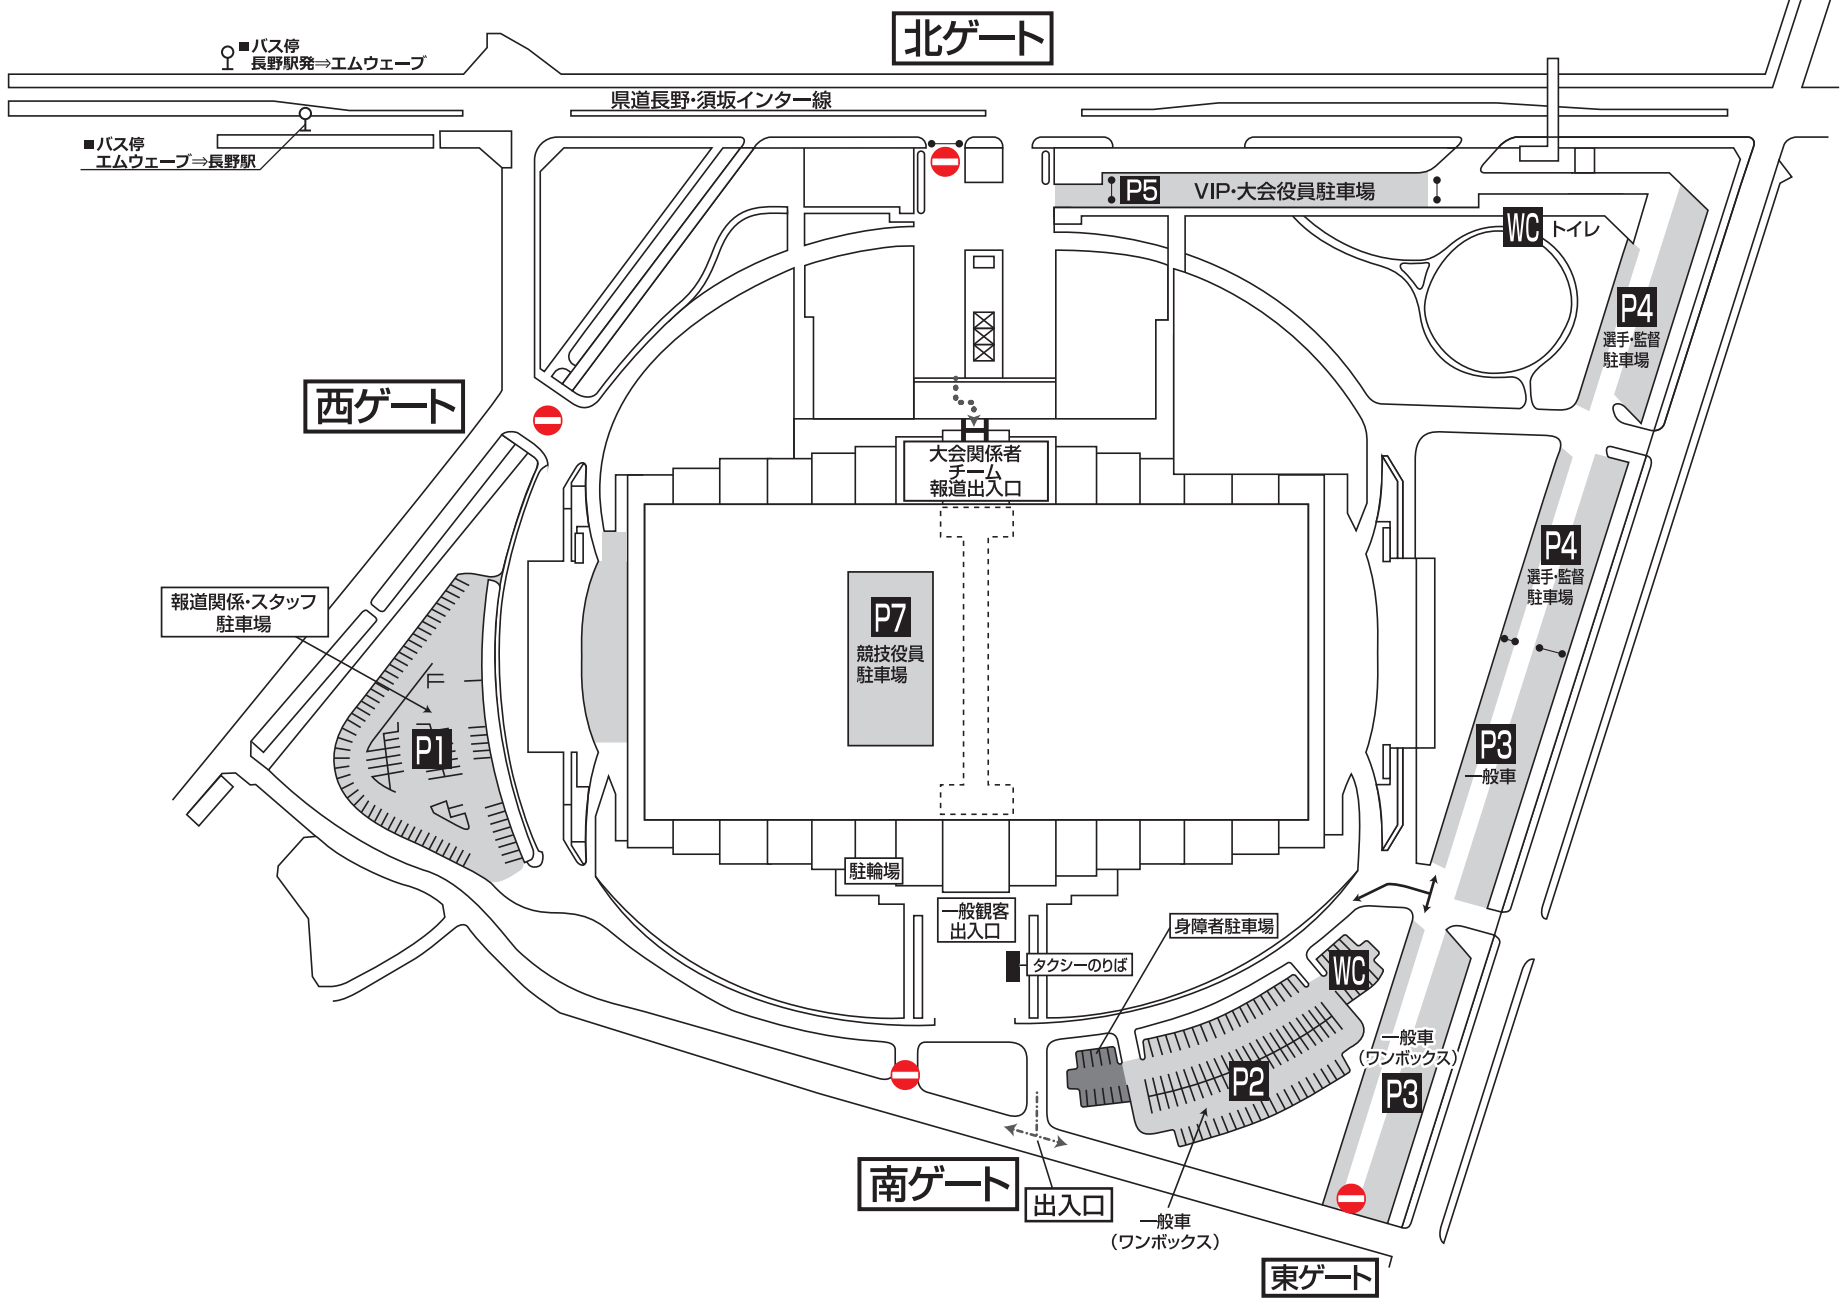 北ゲート
■バス停
長野駅発⇒エムウェーブ
県道長野・須坂インター線
■バス停
エムウェーブ⇒長野駅
P5 VIP・大会役員駐車場
WC トイレ
P4
選手・監督
駐車場
西ゲート
大会関係者
チーム
報道出入口
P4
選手・監督
駐車場
報道関係・スタッフ
駐車場
P7
競技役員
駐車場
P1
P3
一般車
駐輪場
一般観客
出入口
身障者駐車場
タクシーのりば
WC
一般車
(ワンボックス)
P2
P3
南ゲート
出入口
一般車
(ワンボックス)
東ゲート